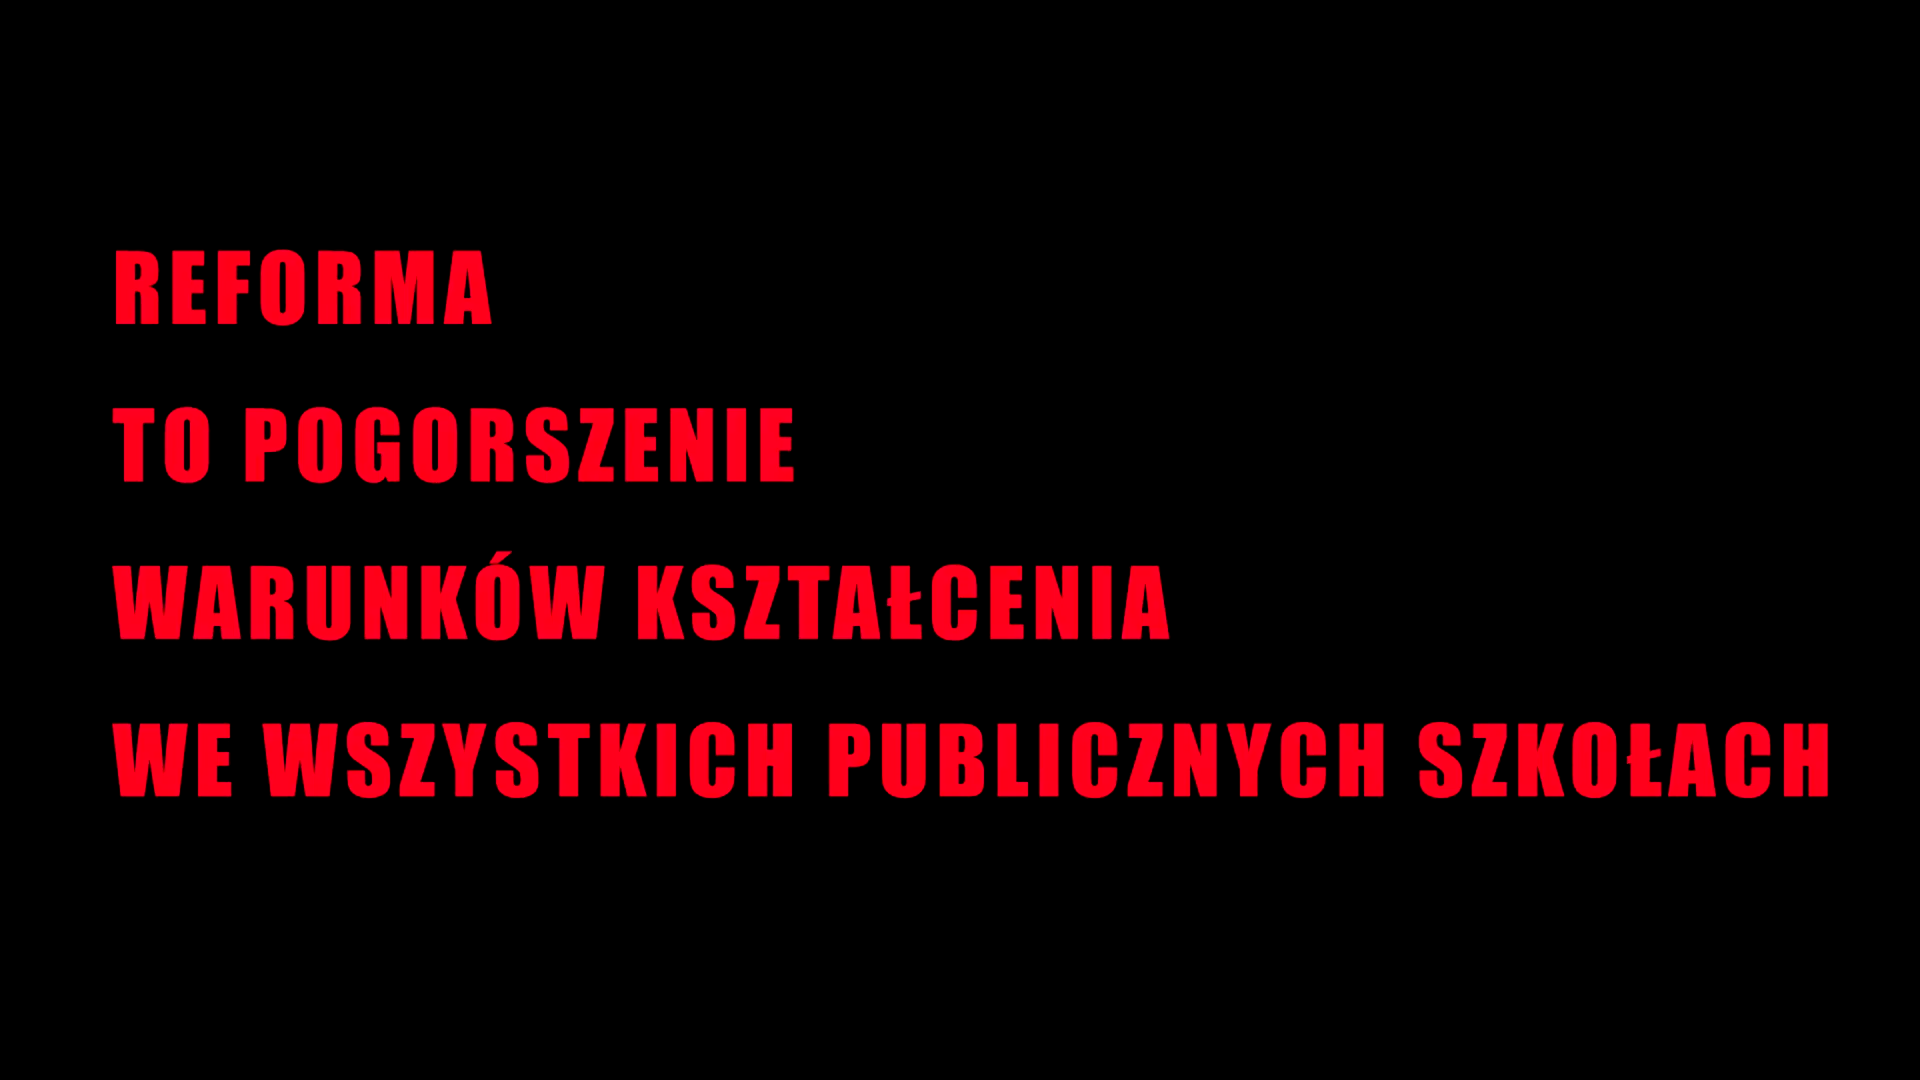 REFORMA
TO POGORSZENIE
WARUNKÓW KSZTAŁCENIA
WE WSZYSTKICH PUBLICZNYCH SZKOŁACH